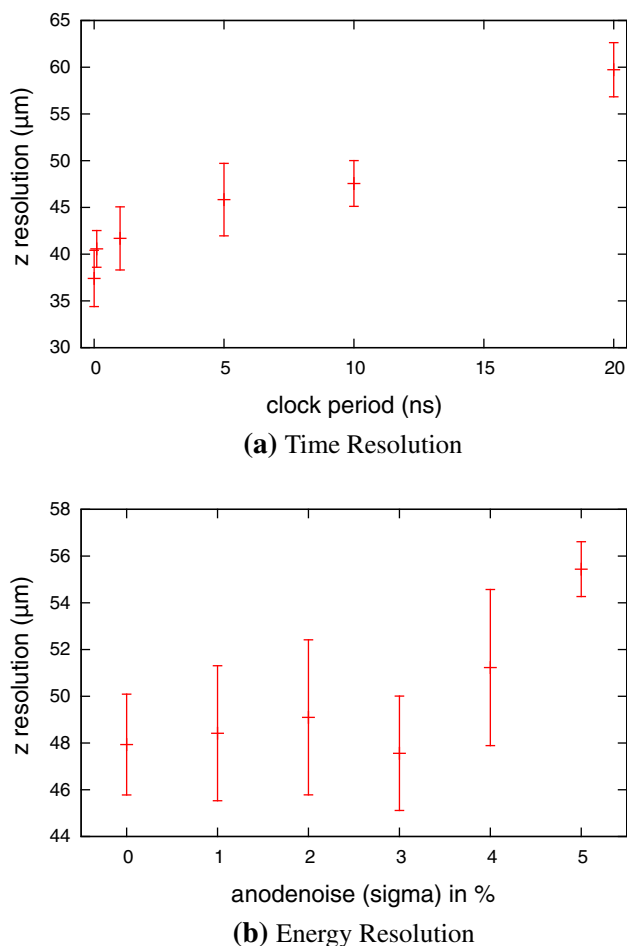 65
60
55
50
45
40
35
30
z resolution (μm)
0 5 10 15 20
clock period (ns)
(a) Time Resolution
58
56
54
52
50
48
46
44
z resolution (μm)
0 1 2 3 4 5
anodenoise (sigma) in %
(b) Energy Resolution